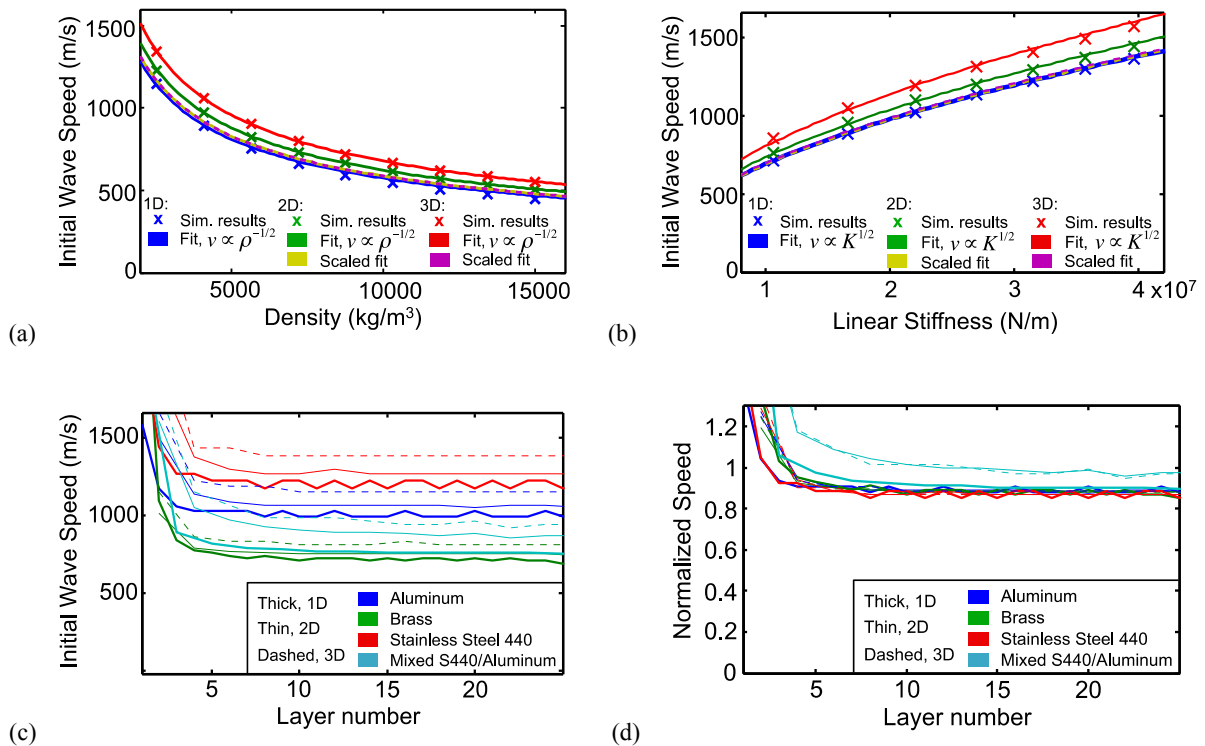 1500
1000
500
0
Initial Wave Speed (m/s)
1D:
2D:
3D:
Sim. results
Sim. results
Sim. results
Fit, v ∝ ρ^−1/2
Fit, v ∝ ρ^−1/2
Fit, v ∝ ρ^−1/2
Scaled fit
Scaled fit
5000
10000
15000
Density (kg/m³)
(a)
1500
1000
500
0
Initial Wave Speed (m/s)
1D:
2D:
3D:
Sim. results
Sim. results
Sim. results
Fit, v ∝ K^1/2
Fit, v ∝ K^1/2
Fit, v ∝ K^1/2
Scaled fit
Scaled fit
1
2
3
4 x10⁷
Linear Stiffness (N/m)
(b)
1500
1000
500
Initial Wave Speed (m/s)
Thick, 1D
Thin, 2D
Dashed, 3D
Aluminum
Brass
Stainless Steel 440
Mixed S440/Aluminum
5
10
15
20
Layer number
(c)
1.2
1
0.8
0.6
0.4
0.2
0
Normalized Speed
Thick, 1D
Thin, 2D
Dashed, 3D
Aluminum
Brass
Stainless Steel 440
Mixed S440/Aluminum
5
10
15
20
Layer number
(d)